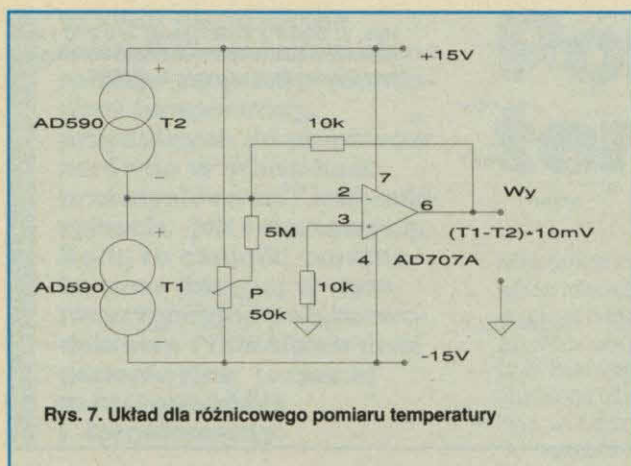 +
+15V
10k
AD590 T2
7
−
2
Wy
6
3
+
5M
(T1-T2)*10mV
4
AD707A
AD590 T1
P
10k
50k
−
-15V
Rys. 7. Układ dla różnicowego pomiaru temperatury